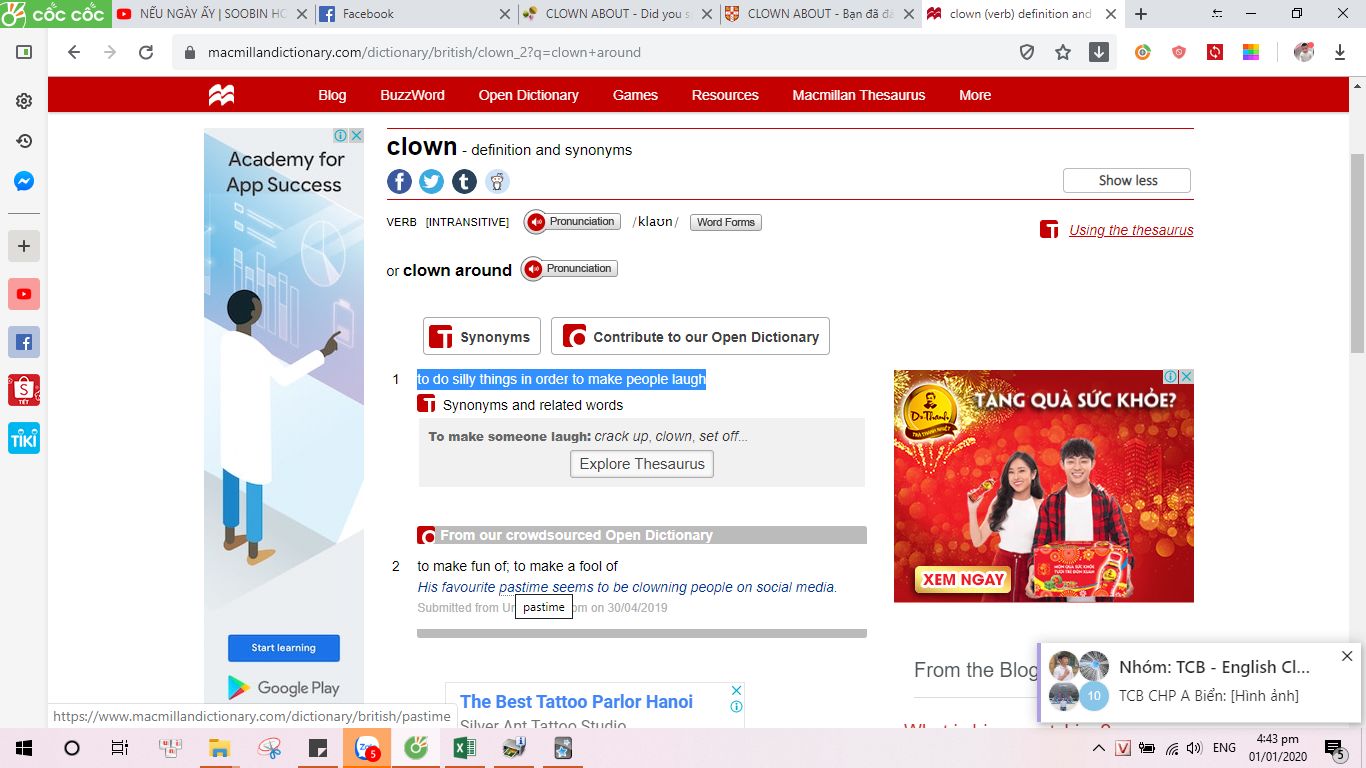 cốc cốc
NẾU NGÀY ẤY | SOOBIN HO
Facebook
CLOWN ABOUT - Did you s
CLOWN ABOUT - Bạn đã đá
clown (verb) definition and
macmillandictionary.com/dictionary/british/clown_2?q=clown+around
Blog BuzzWord Open Dictionary Games Resources Macmillan Thesaurus More
Academy for
App Success
Start learning
Google Play
clown - definition and synonyms
Show less
VERB [INTRANSITIVE] Pronunciation /klaʊn/ Word Forms
Using the thesaurus
or clown around Pronunciation
Synonyms
Contribute to our Open Dictionary
1 to do silly things in order to make people laugh
Synonyms and related words
To make someone laugh: crack up, clown, set off...
Explore Thesaurus
From our crowdsourced Open Dictionary
2 to make fun of; to make a fool of
His favourite pastime seems to be clowning people on social media.
Submitted from Un om on 30/04/2019
pastime
TẶNG QUÀ SỨC KHỎE?
Dr Thanh
XEM NGAY
The Best Tattoo Parlor Hanoi
Silver Ant Tattoo Studio
From the Blog
Nhóm: TCB - English Cl...
10
TCB CHP A Biển: [Hình ảnh]
https://www.macmillandictionary.com/dictionary/british/pastime
TẾT
TiKi
Zalo
5
ENG
4:43 pm
01/01/2020
5